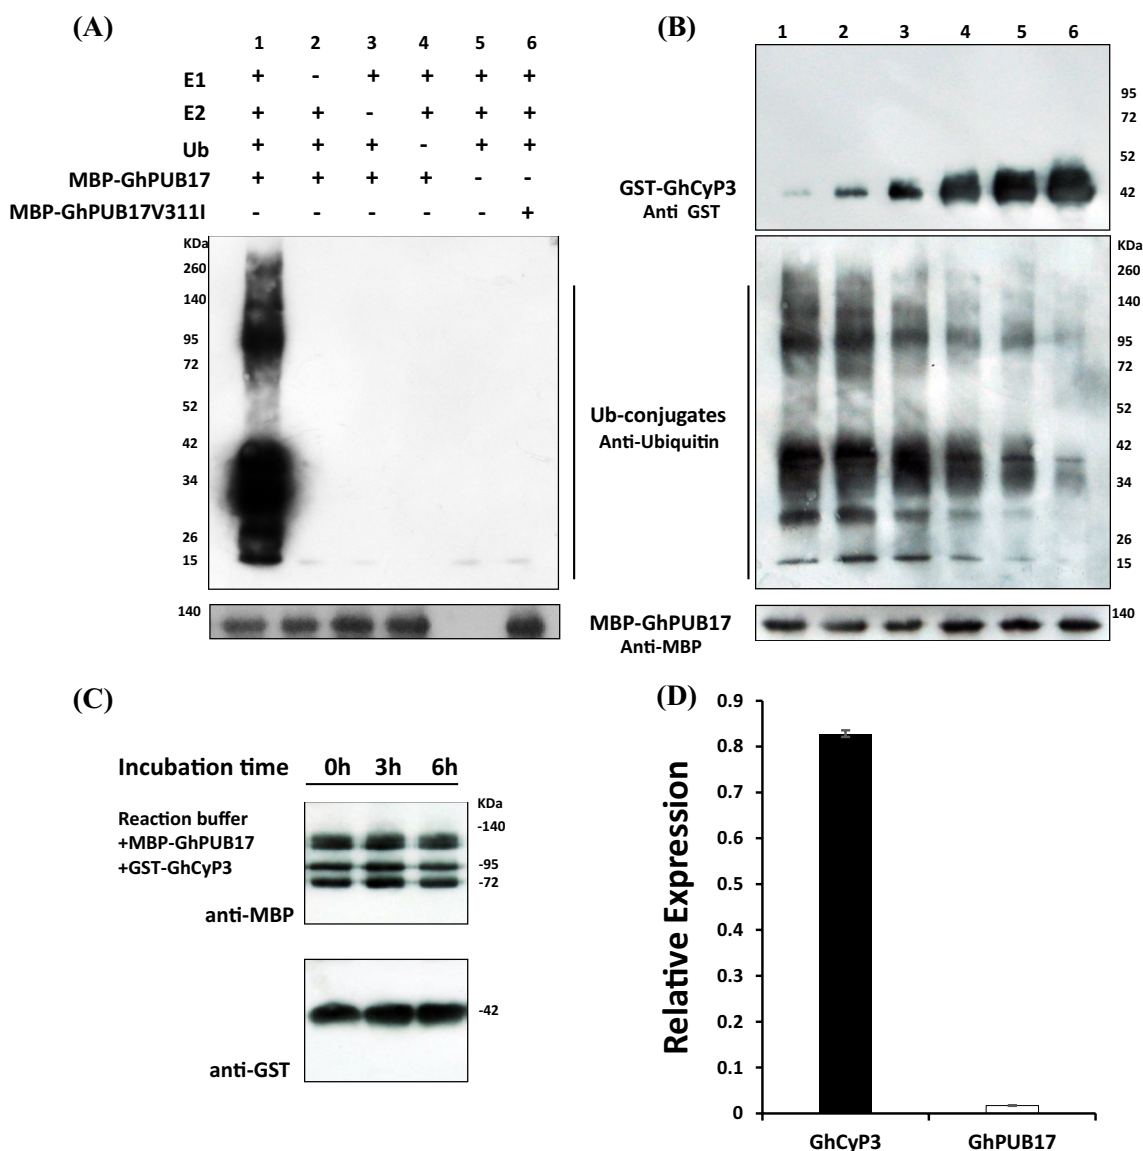 (A)
1 2 3 4 5 6
E1 + - + + + +
E2 + + - + + +
Ub + + + - + +
MBP-GhPUB17 + + + + - -
MBP-GhPUB17V311I - - - - - +
KDa
260
140
95
72
52
42
34
26
15
140
(B)
1 2 3 4 5 6
95
72
52
42
GST-GhCyP3
Anti GST
KDa
260
140
95
72
52
42
34
26
15
Ub-conjugates
Anti-Ubiquitin
140
MBP-GhPUB17
Anti-MBP
(C)
Incubation time 0h 3h 6h
Reaction buffer
+MBP-GhPUB17
+GST-GhCyP3
anti-MBP
KDa
-140
-95
-72
-42
anti-GST
(D)
Relative Expression
0.9
0.8
0.7
0.6
0.5
0.4
0.3
0.2
0.1
0
GhCyP3 GhPUB17